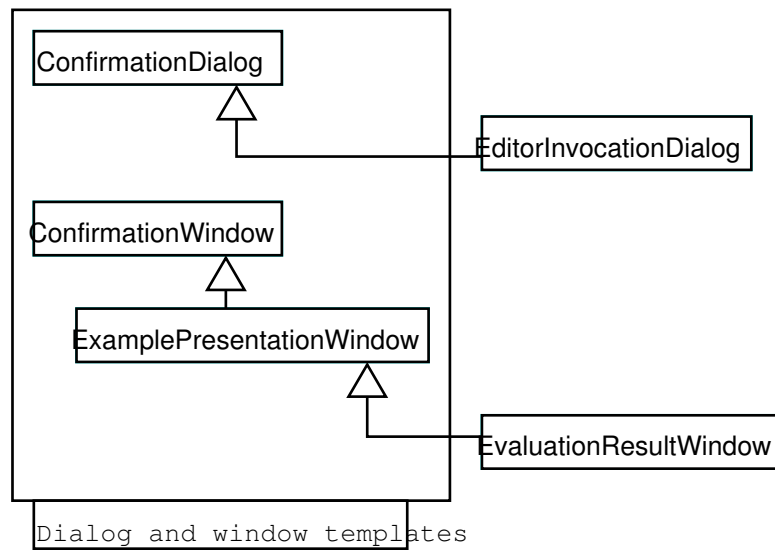 ConfirmationDialog
EditorInvocationDialog
ConfirmationWindow
ExamplePresentationWindow
EvaluationResultWindow
Dialog and window templates